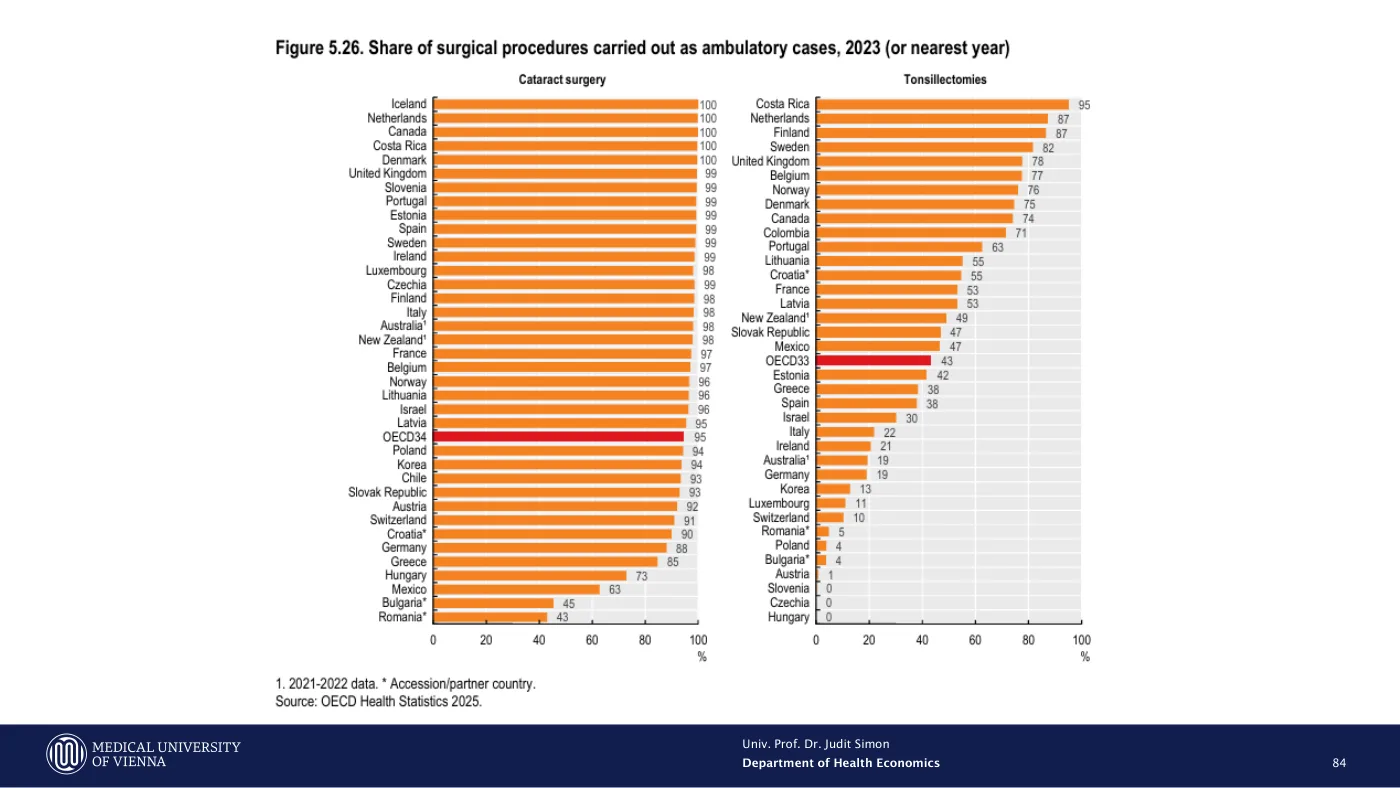 Figure 5.26. Share of surgical procedures carried out as ambulatory cases, 2023 (or nearest year)
Cataract surgery
Iceland 100
Netherlands 100
Canada 100
Costa Rica 100
Denmark 100
United Kingdom 99
Slovenia 99
Portugal 99
Estonia 99
Spain 99
Sweden 99
Ireland 99
Luxembourg 98
Czechia 99
Finland 98
Italy 98
Australia¹ 98
New Zealand¹ 98
France 97
Belgium 97
Norway 96
Lithuania 96
Israel 96
Latvia 95
OECD34 95
Poland 94
Korea 94
Chile 93
Slovak Republic 93
Austria 92
Switzerland 91
Croatia* 90
Germany 88
Greece 85
Hungary 73
Mexico 63
Bulgaria* 45
Romania* 43
0 20 40 60 80 100
%
Tonsillectomies
Costa Rica 95
Netherlands 87
Finland 87
Sweden 82
United Kingdom 78
Belgium 77
Norway 76
Denmark 75
Canada 74
Colombia 71
Portugal 63
Lithuania 55
Croatia* 55
France 53
Latvia 53
New Zealand¹ 49
Slovak Republic 47
Mexico 47
OECD33 43
Estonia 42
Greece 38
Spain 38
Israel 30
Italy 22
Ireland 21
Australia¹ 19
Germany 19
Korea 13
Luxembourg 11
Switzerland 10
Romania* 5
Poland 4
Bulgaria* 4
Austria 1
Slovenia 0
Czechia 0
Hungary 0
0 20 40 60 80 100
%
1. 2021-2022 data. * Accession/partner country.
Source: OECD Health Statistics 2025.
MEDICAL UNIVERSITY
OF VIENNA
Univ. Prof. Dr. Judit Simon
Department of Health Economics
84